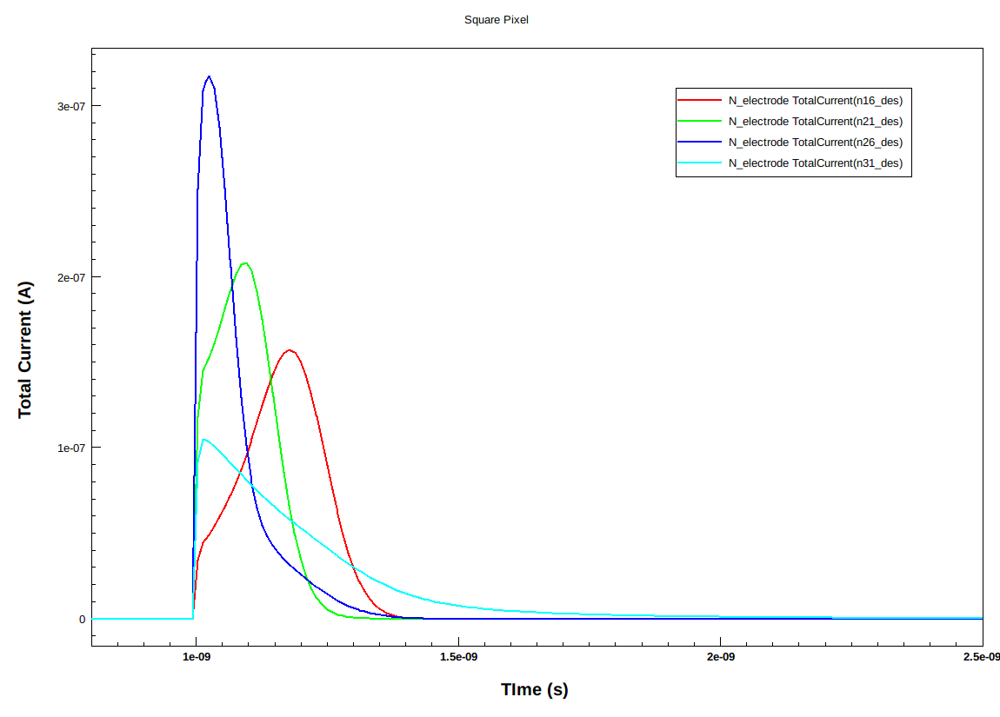 Square Pixel
N_electrode TotalCurrent(n16_des)
N_electrode TotalCurrent(n21_des)
N_electrode TotalCurrent(n26_des)
N_electrode TotalCurrent(n31_des)
Total Current (A)
3e-07
2e-07
1e-07
0
1e-09 1.5e-09 2e-09 2.5e-09
TIme (s)